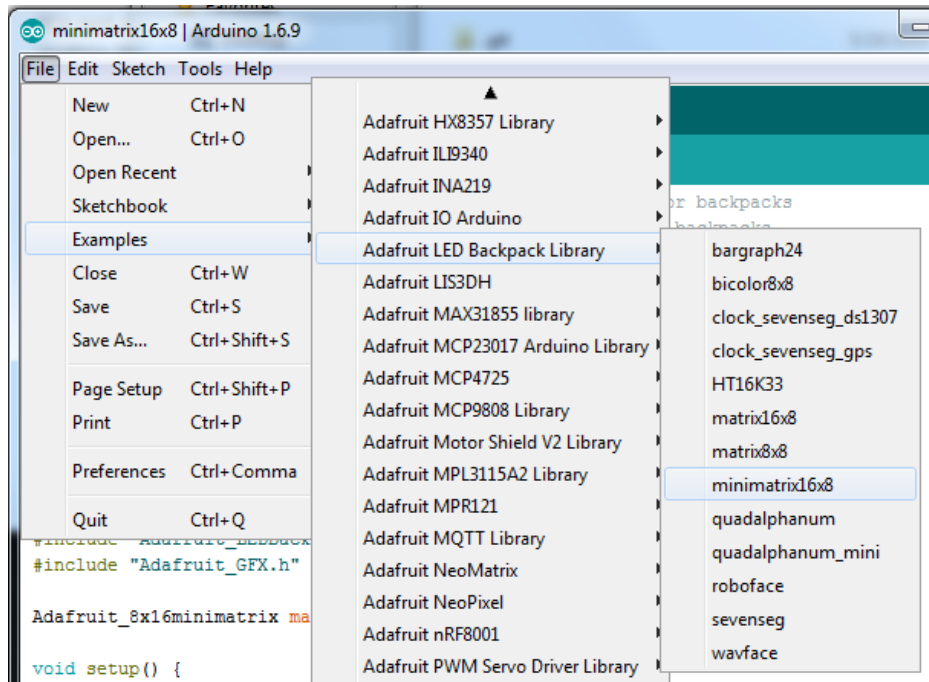 minimatrix16x8 | Arduino 1.6.9
File Edit Sketch Tools Help
New Ctrl+N
Open... Ctrl+O
Open Recent
Sketchbook
Examples
Close Ctrl+W
Save Ctrl+S
Save As... Ctrl+Shift+S
Page Setup Ctrl+Shift+P
Print Ctrl+P
Preferences Ctrl+Comma
Quit Ctrl+Q
Adafruit HX8357 Library
Adafruit ILI9340
Adafruit INA219
Adafruit IO Arduino
Adafruit LED Backpack Library
Adafruit LIS3DH
Adafruit MAX31855 library
Adafruit MCP23017 Arduino Library
Adafruit MCP4725
Adafruit MCP9808 Library
Adafruit Motor Shield V2 Library
Adafruit MPL3115A2 Library
Adafruit MPR121
Adafruit MQTT Library
Adafruit NeoMatrix
Adafruit NeoPixel
Adafruit nRF8001
Adafruit PWM Servo Driver Library
bargraph24
bicolor8x8
clock_sevenseg_ds1307
clock_sevenseg_gps
HT16K33
matrix16x8
matrix8x8
minimatrix16x8
quadalphanum
quadalphanum_mini
roboface
sevenseg
wavface
or backpacks
backpacks
#include "Adafruit_GFX.h"
Adafruit_8x16minimatrix ma
void setup() {